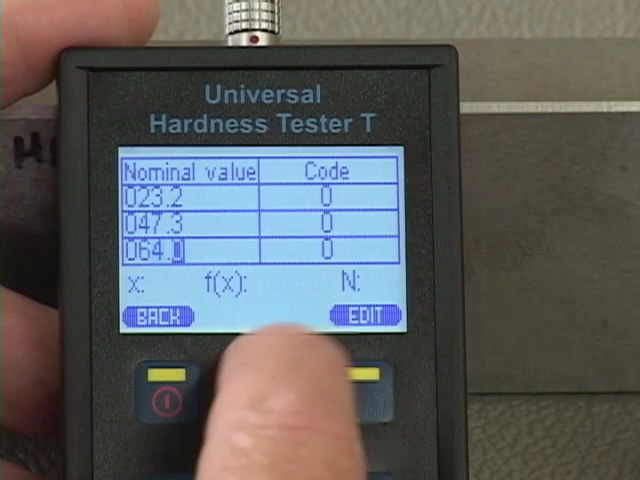 Universal
Hardness Tester T
Nominal value Code
023.2 0
047.3 0
064.0 0
x: f(x): N:
BACK EDIT